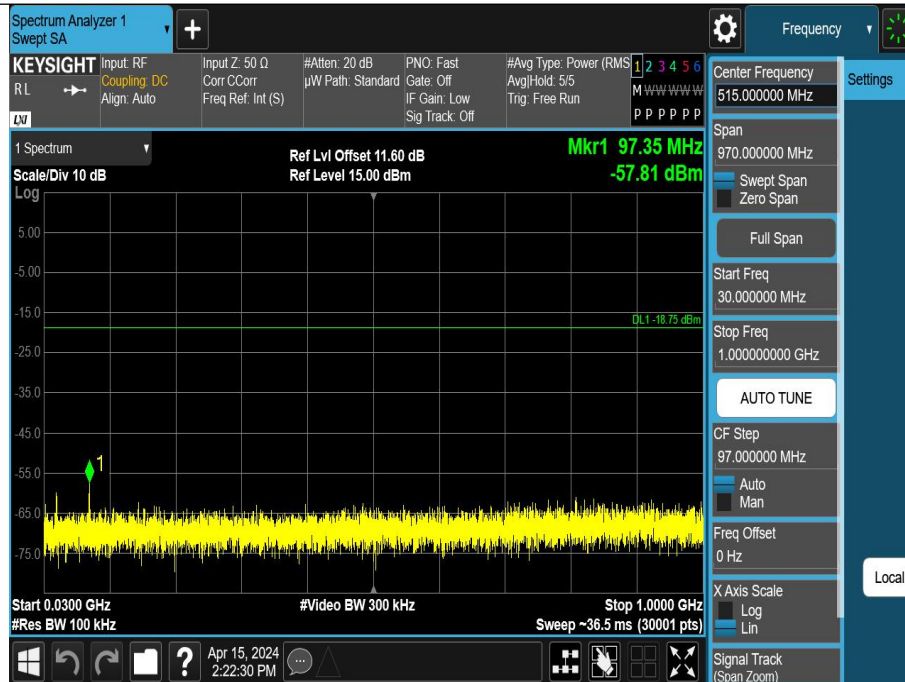 Spectrum Analyzer 1
Swept SA
+
Frequency
KEYSIGHT
RL
LXI
Input: RF
Coupling: DC
Align: Auto
Input Z: 50 Ω
Corr CCorr
Freq Ref: Int (S)
#Atten: 20 dB
µW Path: Standard
PNO: Fast
Gate: Off
IF Gain: Low
Sig Track: Off
#Avg Type: Power (RMS
Avg|Hold: 5/5
Trig: Free Run
1 2 3 4 5 6
M W W W W W
P P P P P P
1 Spectrum
Scale/Div 10 dB
Log
Ref Lvl Offset 11.60 dB
Ref Level 15.00 dBm
Mkr1 97.35 MHz
-57.81 dBm
5.00
-5.00
-15.0
DL1 -18.75 dBm
-25.0
-35.0
-45.0
1
-55.0
-65.0
-75.0
Start 0.0300 GHz
#Res BW 100 kHz
#Video BW 300 kHz
Stop 1.0000 GHz
Sweep ~36.5 ms (30001 pts)
?
Apr 15, 2024
2:22:30 PM
Center Frequency
515.000000 MHz
Span
970.000000 MHz
Swept Span
Zero Span
Full Span
Start Freq
30.000000 MHz
Stop Freq
1.000000000 GHz
AUTO TUNE
CF Step
97.000000 MHz
Auto
Man
Freq Offset
0 Hz
X Axis Scale
Log
Lin
Signal Track
(Span Zoom)
Settings
Local